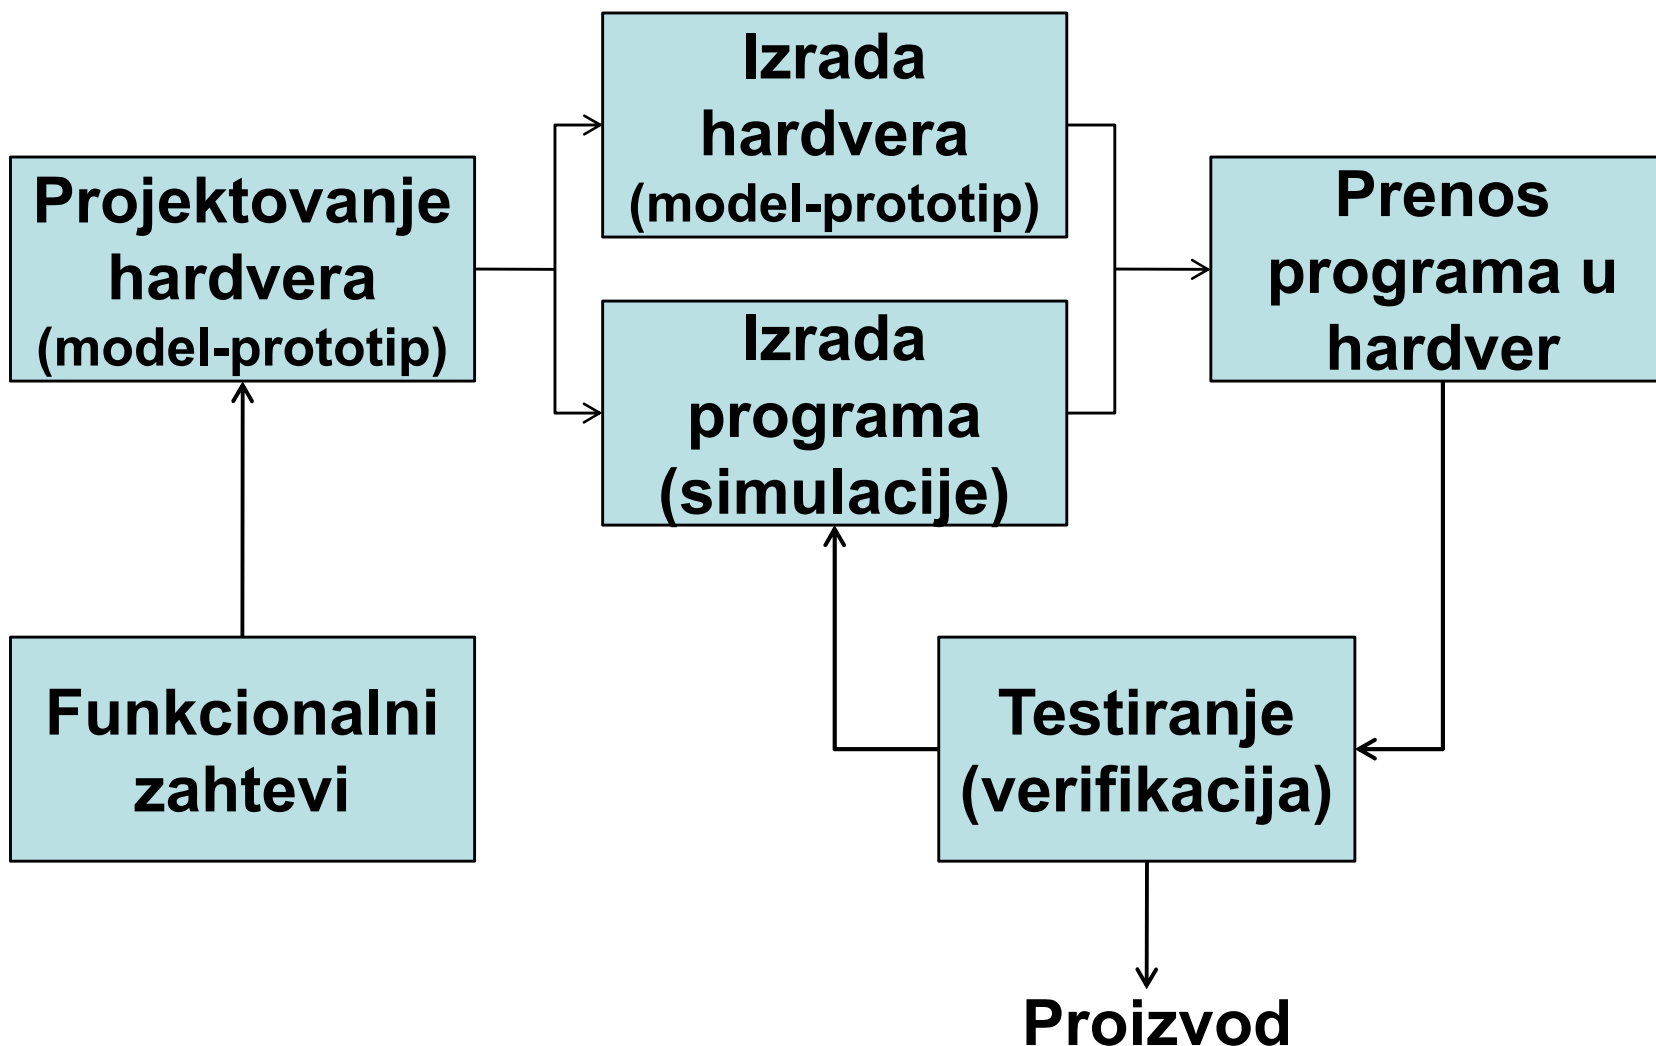 Izrada
hardvera
(model-prototip)
Projektovanje
hardvera
(model-prototip)
Prenos
programa u
hardver
Izrada
programa
(simulacije)
Funkcionalni
zahtevi
Testiranje
(verifikacija)
Proizvod